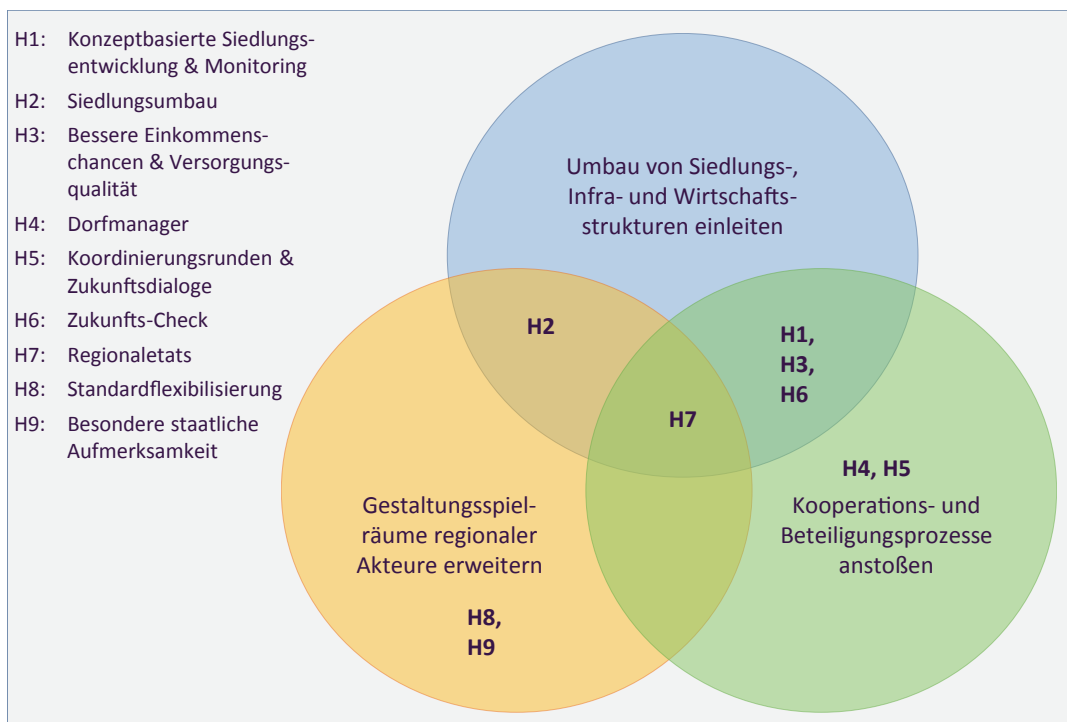 H1: Konzeptbasierte Siedlungs-
entwicklung & Monitoring
H2: Siedlungsumbau
H3: Bessere Einkommens-
chancen & Versorgungs-
qualität
H4: Dorfmanager
H5: Koordinierungsrunden &
Zukunftsdialoge
H6: Zukunfts-Check
H7: Regionaletats
H8: Standardflexibilisierung
H9: Besondere staatliche
Aufmerksamkeit
Umbau von Siedlungs-,
Infra- und Wirtschafts-
strukturen einleiten
H2
H1,
H3,
H6
H7
H4, H5
Kooperations- und
Beteiligungsprozesse
anstoßen
Gestaltungsspiel-
räume regionaler
Akteure erweitern
H8,
H9